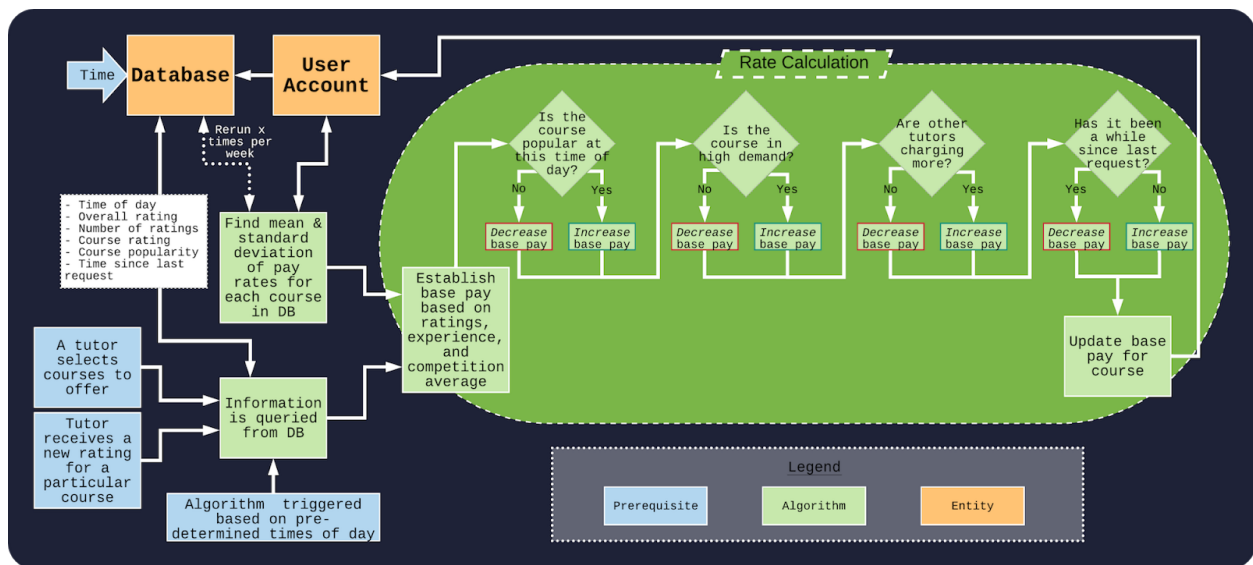 Time
Database
User
Account
Rate Calculation
Rerun x
times per
week
- Time of day
- Overall rating
- Number of ratings
- Course rating
- Course popularity
- Time since last
request
Find mean &
standard
deviation of
pay rates for
each course
in DB
A tutor
selects
courses to
offer
Tutor
receives a
new rating
for a
particular
course
Information
is queried
from DB
Algorithm triggered
based on pre-
determined times of day
Establish
base pay
based on
ratings,
experience,
and
competition
average
Is the
course
popular at
this time of
day?
No
Yes
Decrease
base pay
Increase
base pay
Is the
course in
high demand?
No
Yes
Decrease
base pay
Increase
base pay
Are other
tutors
charging
more?
No
Yes
Decrease
base pay
Increase
base pay
Has it been
a while
since last
request?
Yes
No
Decrease
base pay
Increase
base pay
Update base
pay for
course
Legend
Prerequisite
Algorithm
Entity